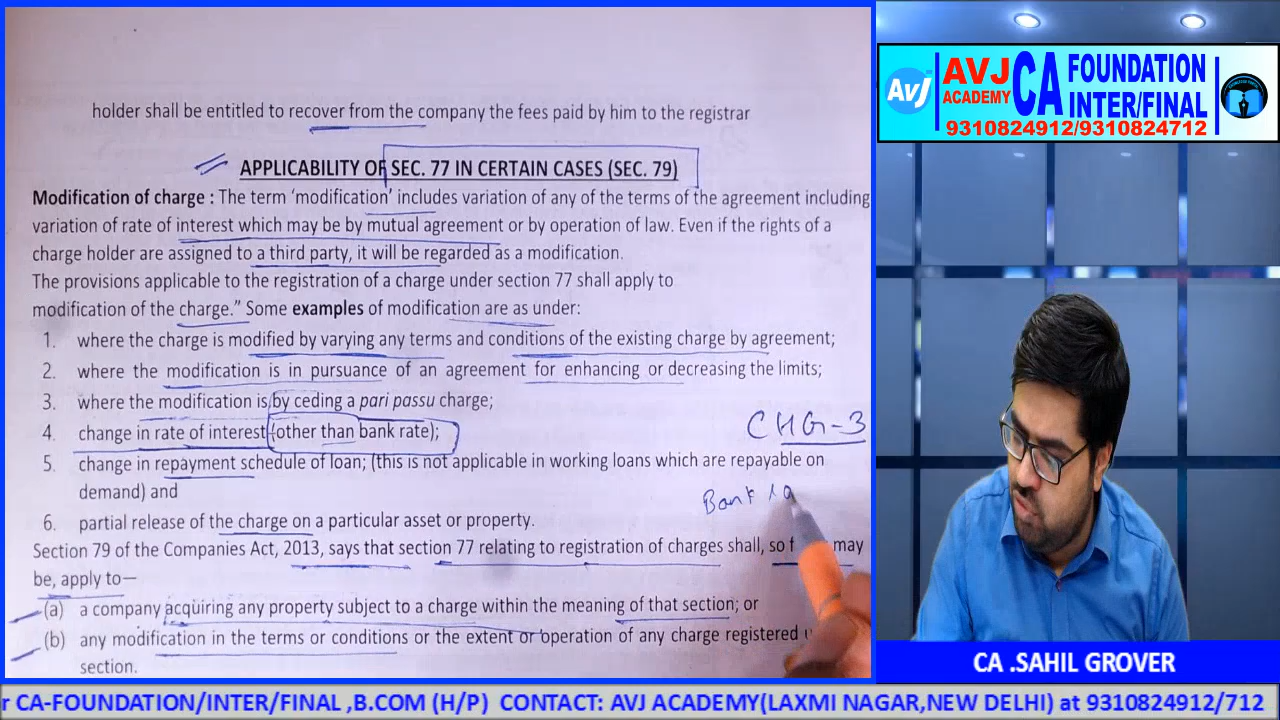 holder shall be entitled to recover from the company the fees paid by him to the registrar
APPLICABILITY OF SEC. 77 IN CERTAIN CASES (SEC. 79)
Modification of charge : The term ‘modification’ includes variation of any of the terms of the agreement including
variation of rate of interest which may be by mutual agreement or by operation of law. Even if the rights of a
charge holder are assigned to a third party, it will be regarded as a modification.
The provisions applicable to the registration of a charge under section 77 shall apply to
modification of the charge.” Some examples of modification are as under:
1. where the charge is modified by varying any terms and conditions of the existing charge by agreement;
2. where the modification is in pursuance of an agreement for enhancing or decreasing the limits;
3. where the modification is by ceding a pari passu charge;
4. change in rate of interest (other than bank rate);
CHG-3
5. change in repayment schedule of loan; (this is not applicable in working loans which are repayable on
demand) and
Bank
6. partial release of the charge on a particular asset or property.
Section 79 of the Companies Act, 2013, says that section 77 relating to registration of charges shall, so may
be, apply to—
(a) a company acquiring any property subject to a charge within the meaning of that section; or
(b) any modification in the terms or conditions or the extent or operation of any charge registered
section.
AVJ
AVJ
ACADEMY
CA
FOUNDATION
INTER/FINAL
9310824912/9310824712
CA .SAHIL GROVER
r CA-FOUNDATION/INTER/FINAL ,B.COM (H/P) CONTACT: AVJ ACADEMY(LAXMI NAGAR,NEW DELHI) at 9310824912/712